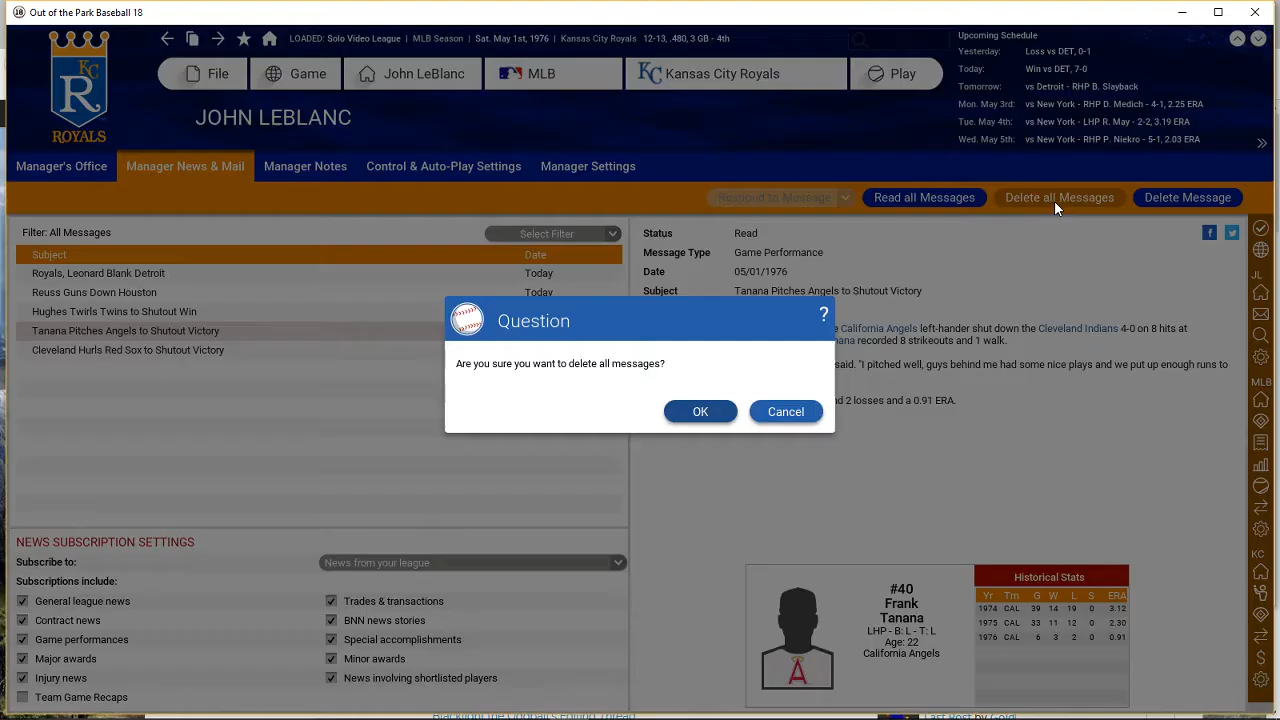 Out of the Park Baseball 18
LOADED: Solo Video League | MLB Season | Sat. May 1st, 1976 | Kansas City Royals 12-13, .480, 3 GB - 4th
Upcoming Schedule
Yesterday: Loss vs DET, 0-1
Today: Win vs DET, 7-0
Tomorrow: vs Detroit - RHP B. Slayback
Mon. May 3rd: vs New York - RHP D. Medich - 4-1, 2.25 ERA
Tue. May 4th: vs New York - LHP R. May - 2-2, 3.19 ERA
Wed. May 5th: vs New York - RHP P. Niekro - 5-1, 2.03 ERA
File Game John LeBlanc MLB Kansas City Royals Play
KC
R
ROYALS
JOHN LEBLANC
Manager's Office Manager News & Mail Manager Notes Control & Auto-Play Settings Manager Settings
Respond to Message Read all Messages Delete all Messages Delete Message
Filter: All Messages Select Filter
Subject Date
Royals, Leonard Blank Detroit Today
Reuss Guns Down Houston Today
Hughes Twirls Twins to Shutout Win
Tanana Pitches Angels to Shutout Victory
Cleveland Hurls Red Sox to Shutout Victory
Status Read
Message Type Game Performance
Date 05/01/1976
Subject Tanana Pitches Angels to Shutout Victory
California Angels left-hander shut down the Cleveland Indians 4-0 on 8 hits at
recorded 8 strikeouts and 1 walk.
said. "I pitched well, guys behind me had some nice plays and we put up enough runs to
and 2 losses and a 0.91 ERA.
Question ?
Are you sure you want to delete all messages?
OK Cancel
NEWS SUBSCRIPTION SETTINGS
Subscribe to: News from your league
Subscriptions include:
General league news Trades & transactions
Contract news BNN news stories
Game performances Special accomplishments
Major awards Minor awards
Injury news News involving shortlisted players
Team Game Recaps
#40
Frank
Tanana
LHP - B: L - T: L
Age: 22
California Angels
A
Historical Stats
Yr Tm G W L S ERA
1974 CAL 39 14 19 0 3.12
1975 CAL 33 11 12 0 2.30
1976 CAL 6 3 2 0 0.91
JL
MLB
KC